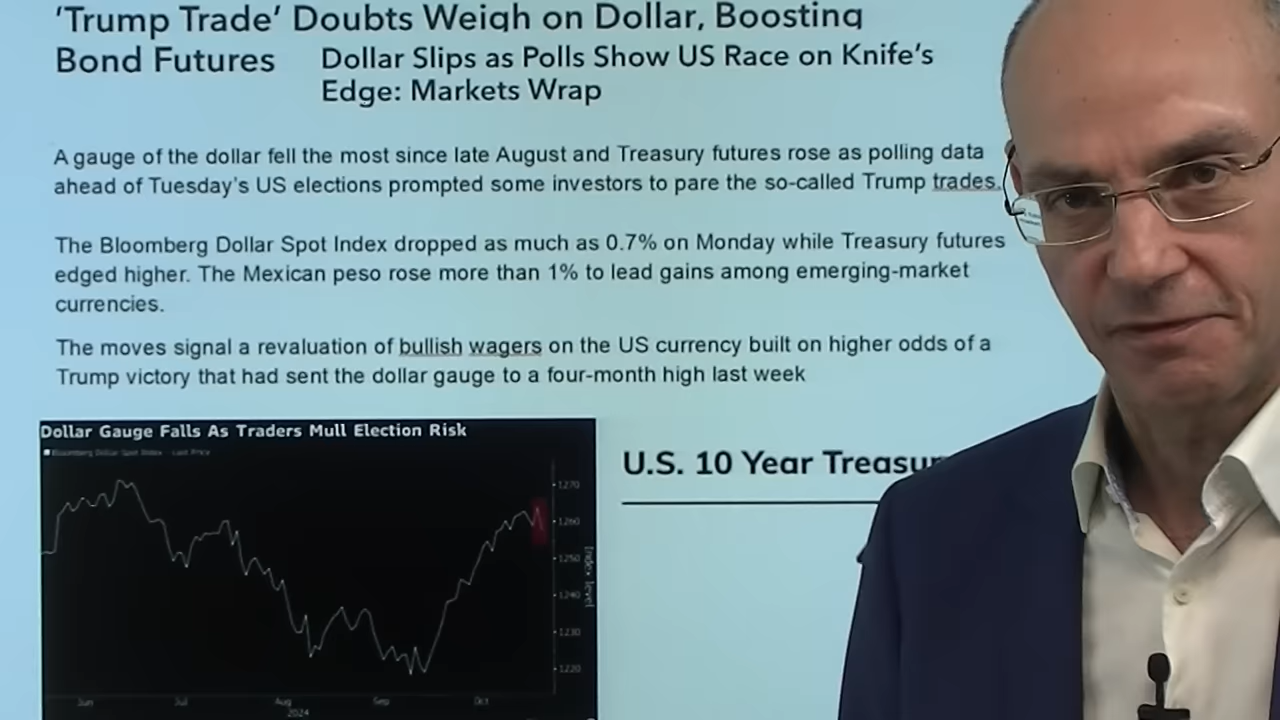 ‘Trump Trade’ Doubts Weigh on Dollar, Boosting
Bond Futures
Dollar Slips as Polls Show US Race on Knife’s
Edge: Markets Wrap
A gauge of the dollar fell the most since late August and Treasury futures rose as polling data
ahead of Tuesday’s US elections prompted some investors to pare the so-called Trump trades.
The Bloomberg Dollar Spot Index dropped as much as 0.7% on Monday while Treasury futures
edged higher. The Mexican peso rose more than 1% to lead gains among emerging-market
currencies.
The moves signal a revaluation of bullish wagers on the US currency built on higher odds of a
Trump victory that had sent the dollar gauge to a four-month high last week
Dollar Gauge Falls As Traders Mull Election Risk
Bloomberg Dollar Spot Index - Last Price
1270
1260
1250
1240
1230
1220
Index level
Jun Jul Aug Sep Oct
2024
U.S. 10 Year Treasur